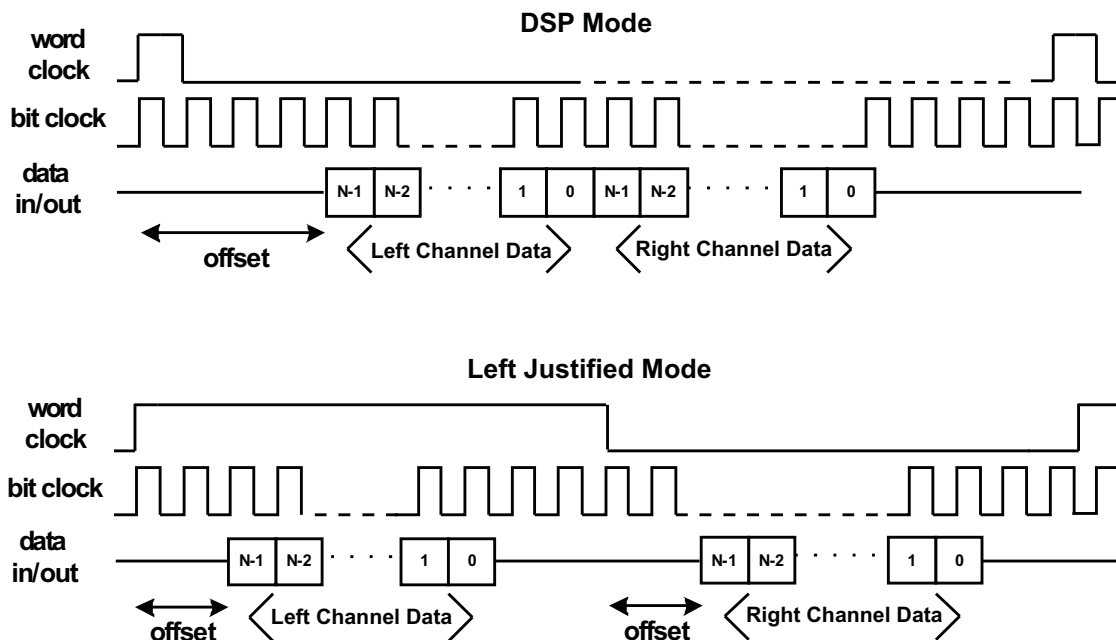 DSP Mode
word
clock
bit clock
data
in/out
N-1 N-2 1 0 N-1 N-2 1 0
offset
Left Channel Data
Right Channel Data
Left Justified Mode
word
clock
bit clock
data
in/out
N-1 N-2 1 0 N-1 N-2 1 0
offset
Left Channel Data
offset
Right Channel Data